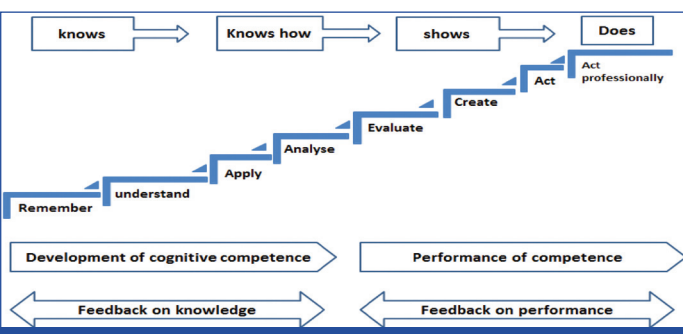 knows
Knows how
shows
Does
Act
professionally
Act
Create
Evaluate
Analyse
Apply
understand
Remember
Development of cognitive competence
Performance of competence
Feedback on knowledge
Feedback on performance